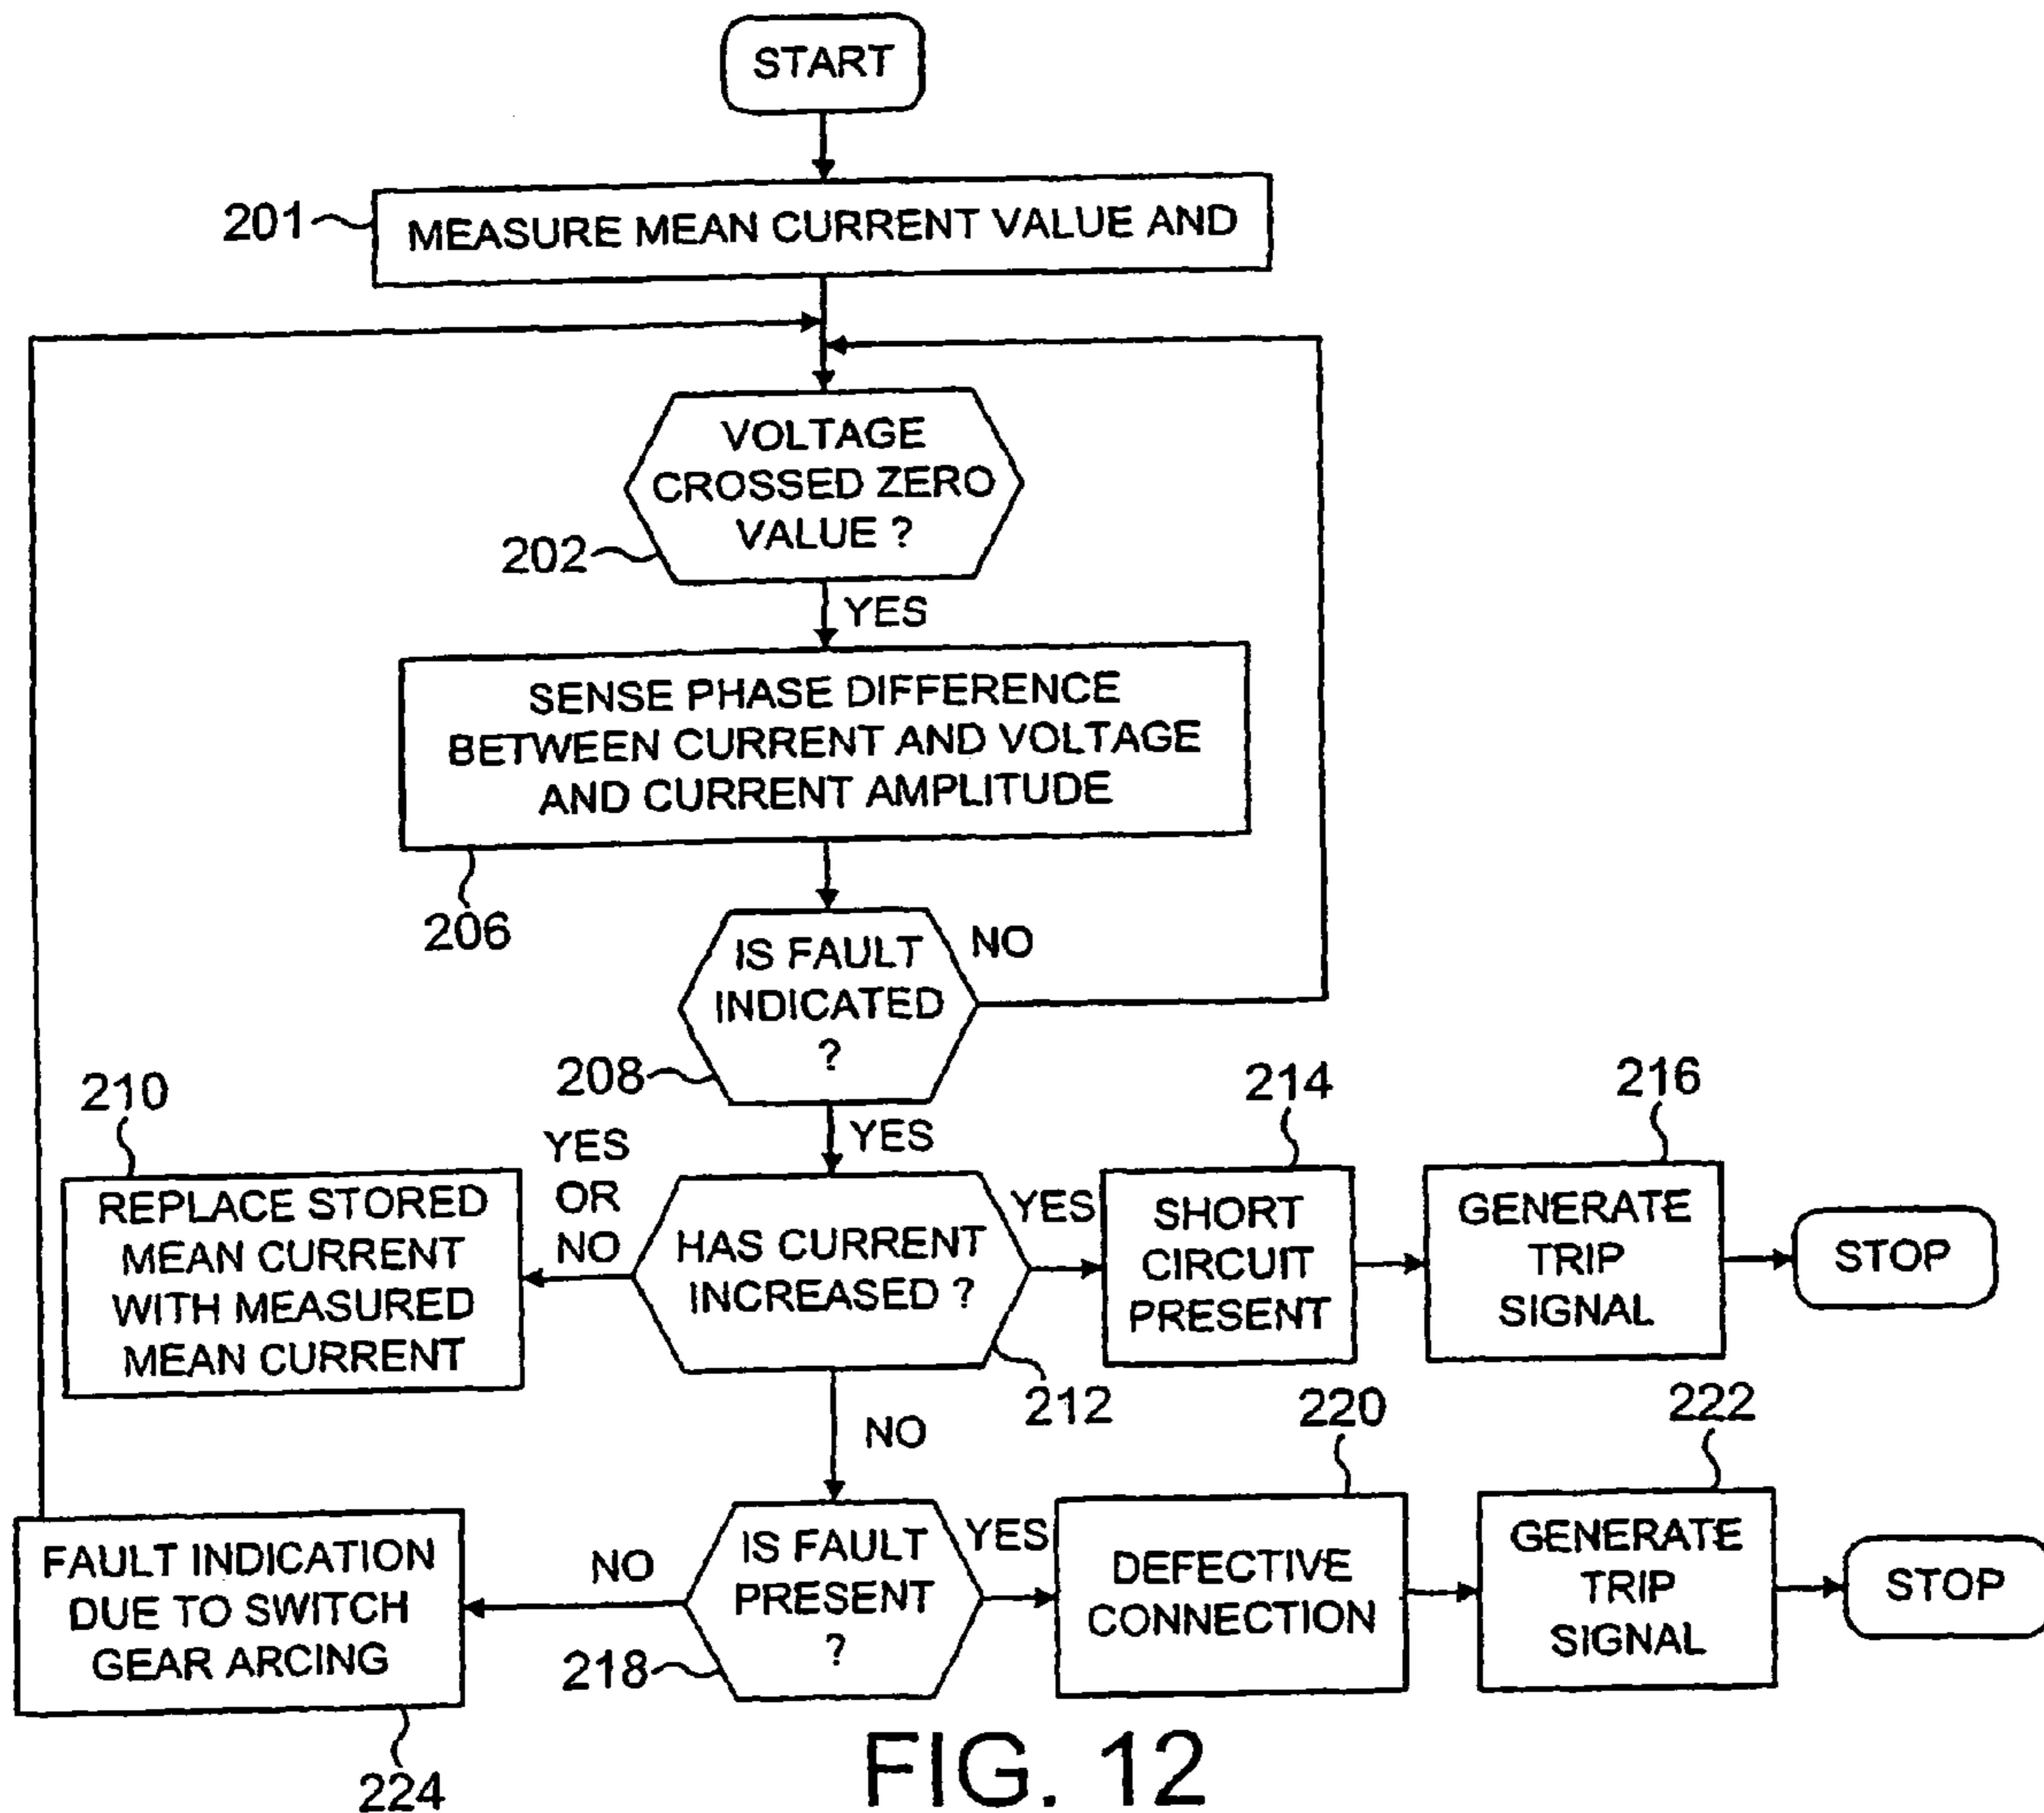 START
201
MEASURE MEAN CURRENT VALUE AND
VOLTAGE
CROSSED ZERO
VALUE ?
202
YES
SENSE PHASE DIFFERENCE
BETWEEN CURRENT AND VOLTAGE
AND CURRENT AMPLITUDE
206
IS FAULT
INDICATED
?
NO
208
YES
210
REPLACE STORED
MEAN CURRENT
WITH MEASURED
MEAN CURRENT
YES
OR
NO
HAS CURRENT
INCREASED ?
212
YES
214
SHORT
CIRCUIT
PRESENT
216
GENERATE
TRIP
SIGNAL
STOP
NO
IS FAULT
PRESENT
?
218
YES
220
DEFECTIVE
CONNECTION
222
GENERATE
TRIP
SIGNAL
STOP
NO
FAULT INDICATION
DUE TO SWITCH
GEAR ARCING
224
FIG. 12